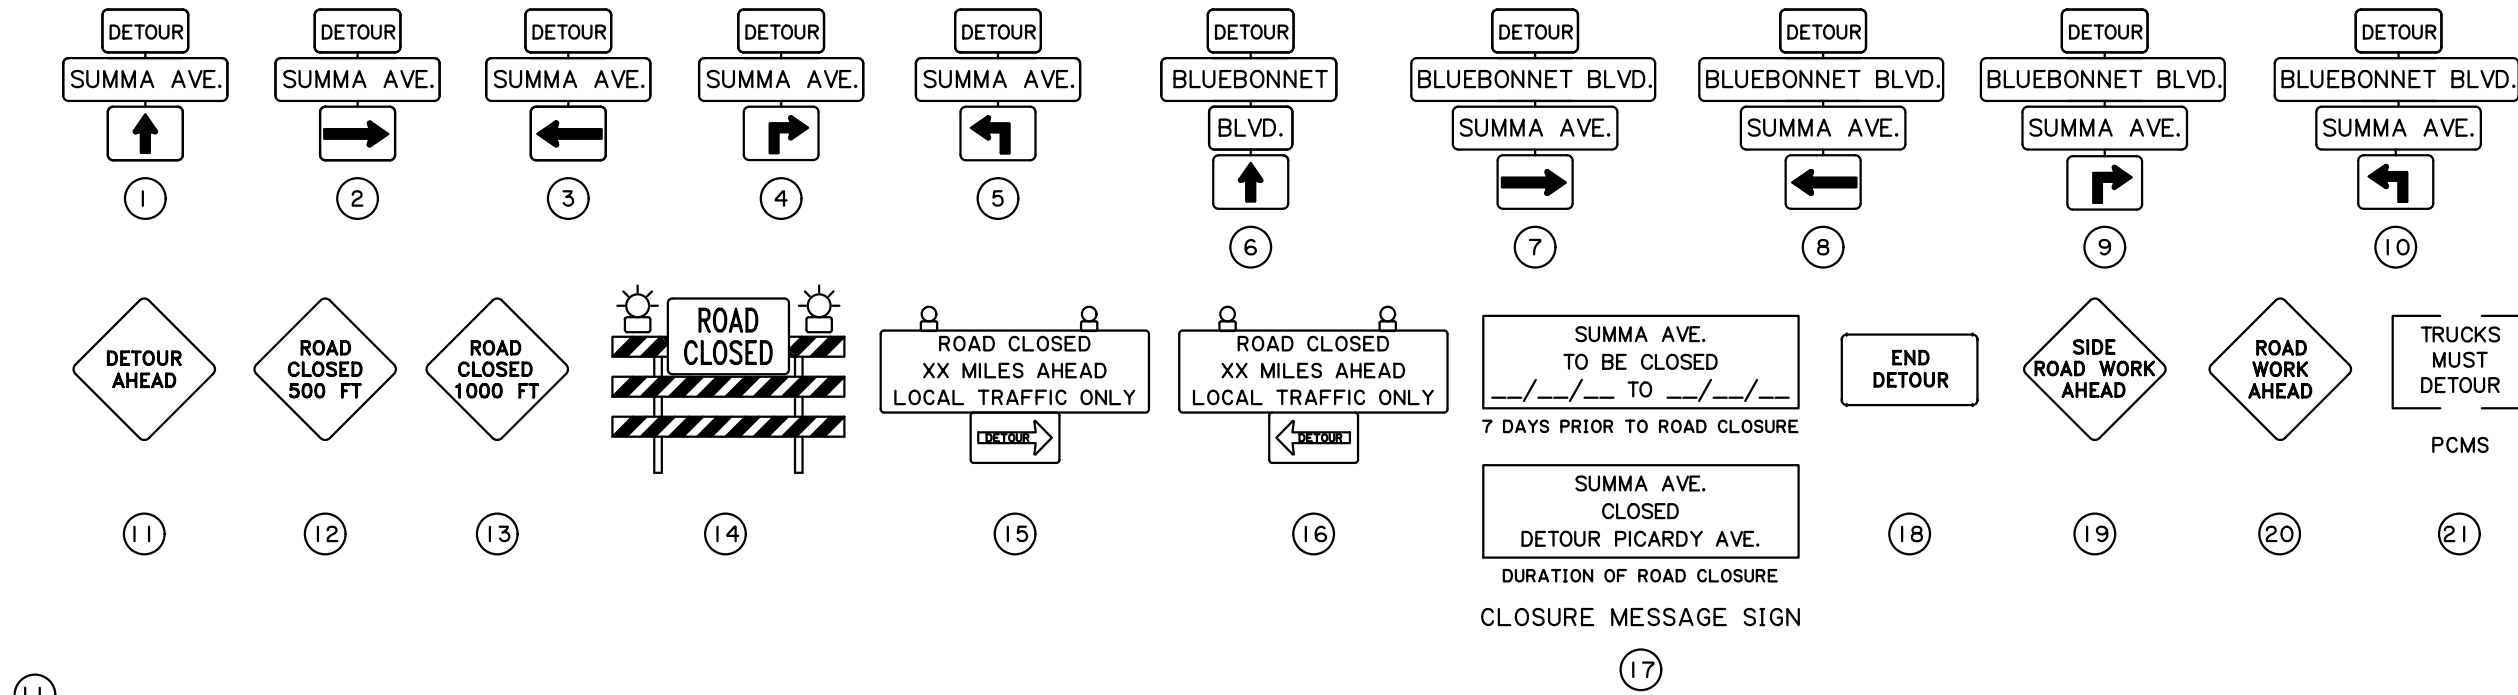 DETOUR
SUMMA AVE.
1
DETOUR
SUMMA AVE.
2
DETOUR
SUMMA AVE.
3
DETOUR
SUMMA AVE.
4
DETOUR
SUMMA AVE.
5
DETOUR
BLUEBONNET
BLVD.
6
DETOUR
BLUEBONNET BLVD.
SUMMA AVE.
7
DETOUR
BLUEBONNET BLVD.
SUMMA AVE.
8
DETOUR
BLUEBONNET BLVD.
SUMMA AVE.
9
DETOUR
BLUEBONNET BLVD.
SUMMA AVE.
10
DETOUR
AHEAD
11
ROAD
CLOSED
500 FT
12
ROAD
CLOSED
1000 FT
13
ROAD
CLOSED
14
ROAD CLOSED
XX MILES AHEAD
LOCAL TRAFFIC ONLY
DETOUR
15
ROAD CLOSED
XX MILES AHEAD
LOCAL TRAFFIC ONLY
DETOUR
16
SUMMA AVE.
TO BE CLOSED
__/__/__ TO __/__/__
7 DAYS PRIOR TO ROAD CLOSURE
SUMMA AVE.
CLOSED
DETOUR PICARDY AVE.
DURATION OF ROAD CLOSURE
CLOSURE MESSAGE SIGN
17
END
DETOUR
18
SIDE
ROAD WORK
AHEAD
19
ROAD
WORK
AHEAD
20
TRUCKS
MUST
DETOUR
PCMS
21